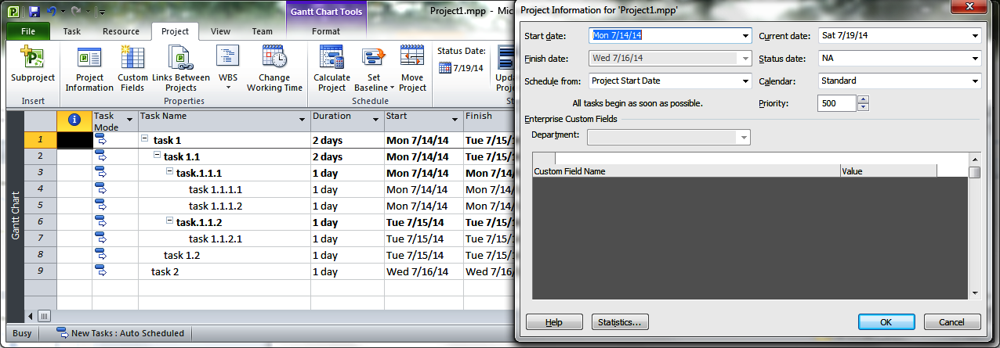 Gantt Chart Tools
Project1.mpp - Mic
File Task Resource Project View Team Format
Subproject
Project Information
Custom Fields
Links Between Projects
WBS
Change Working Time
Calculate Project
Set Baseline
Move Project
Status Date:
7/19/14
Insert
Properties
Schedule
Task Mode Task Name Duration Start Finish
1 task 1 2 days Mon 7/14/14 Tue 7/15/1
2 task 1.1 2 days Mon 7/14/14 Tue 7/15/1
3 task.1.1.1 1 day Mon 7/14/14 Mon 7/14/
4 task 1.1.1.1 1 day Mon 7/14/14 Mon 7/14/
5 task 1.1.1.2 1 day Mon 7/14/14 Mon 7/14/
6 task.1.1.2 1 day Tue 7/15/14 Tue 7/15/1
7 task 1.1.2.1 1 day Tue 7/15/14 Tue 7/15/1
8 task 1.2 1 day Tue 7/15/14 Tue 7/15/1
9 task 2 1 day Wed 7/16/14 Wed 7/16/
Gantt Chart
Busy New Tasks : Auto Scheduled
Project Information for 'Project1.mpp'
Start date: Mon 7/14/14 Current date: Sat 7/19/14
Finish date: Wed 7/16/14 Status date: NA
Schedule from: Project Start Date Calendar: Standard
All tasks begin as soon as possible. Priority: 500
Enterprise Custom Fields
Department:
Custom Field Name Value
Help Statistics... OK Cancel